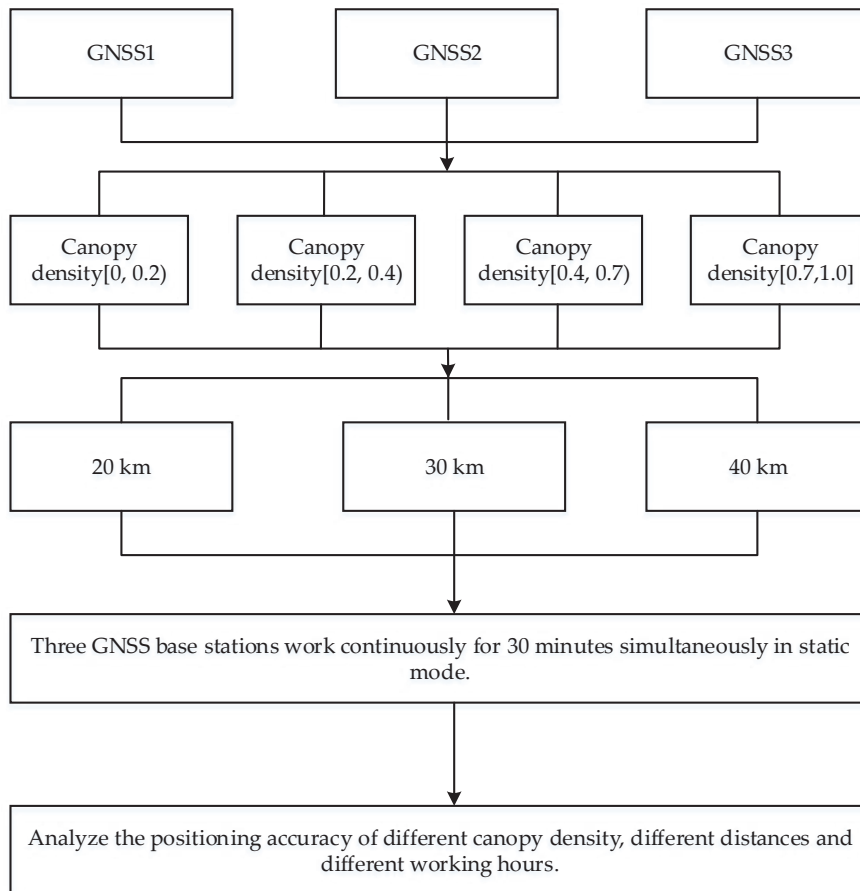 GNSS1
GNSS2
GNSS3
Canopy
density[0, 0.2)
Canopy
density[0.2, 0.4)
Canopy
density[0.4, 0.7)
Canopy
density[0.7,1.0]
20 km
30 km
40 km
Three GNSS base stations work continuously for 30 minutes simultaneously in static
mode.
Analyze the positioning accuracy of different canopy density, different distances and
different working hours.